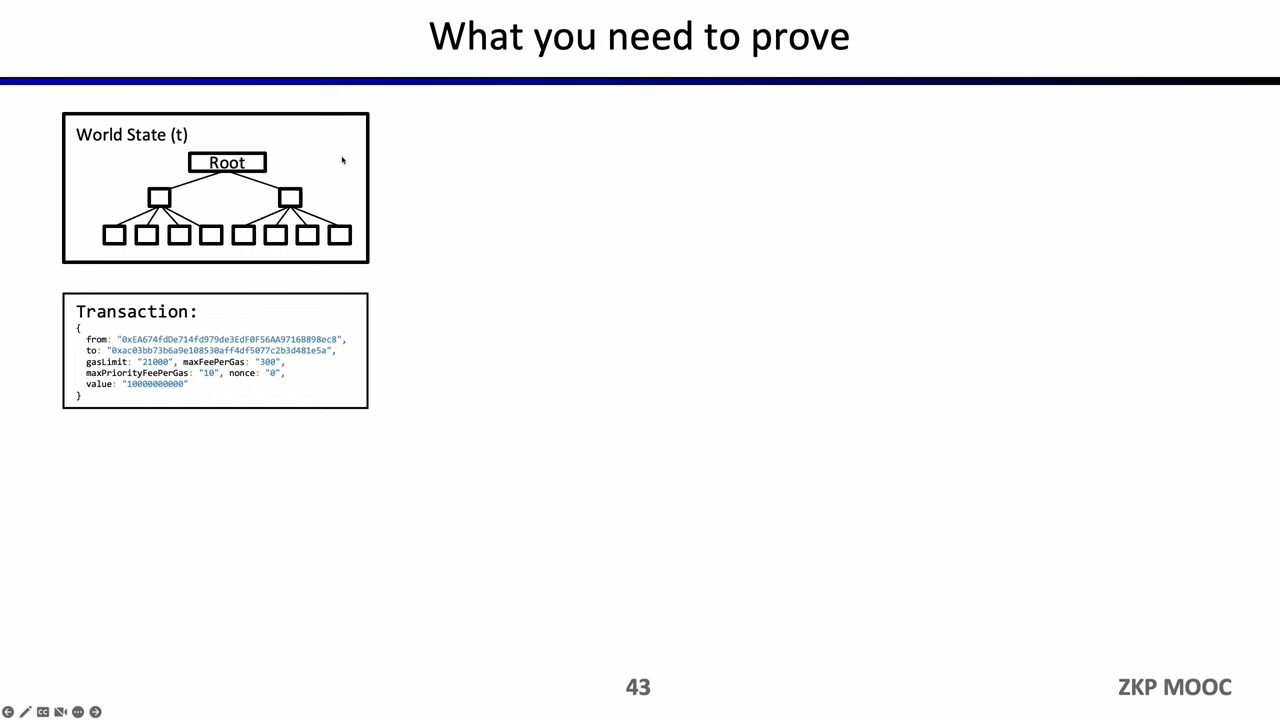 What you need to prove
World State (t)
Root
Transaction:
{
from: "0xEA674fdDe714fd979de3EdF0F56AA9716B898ec8",
to: "0xac03bb73b6a9e108530aff4df5077c2b3d481e5a",
gasLimit: "21000", maxFeePerGas: "300",
maxPriorityFeePerGas: "10", nonce: "0",
value: "10000000000"
}
43
ZKP MOOC
CC